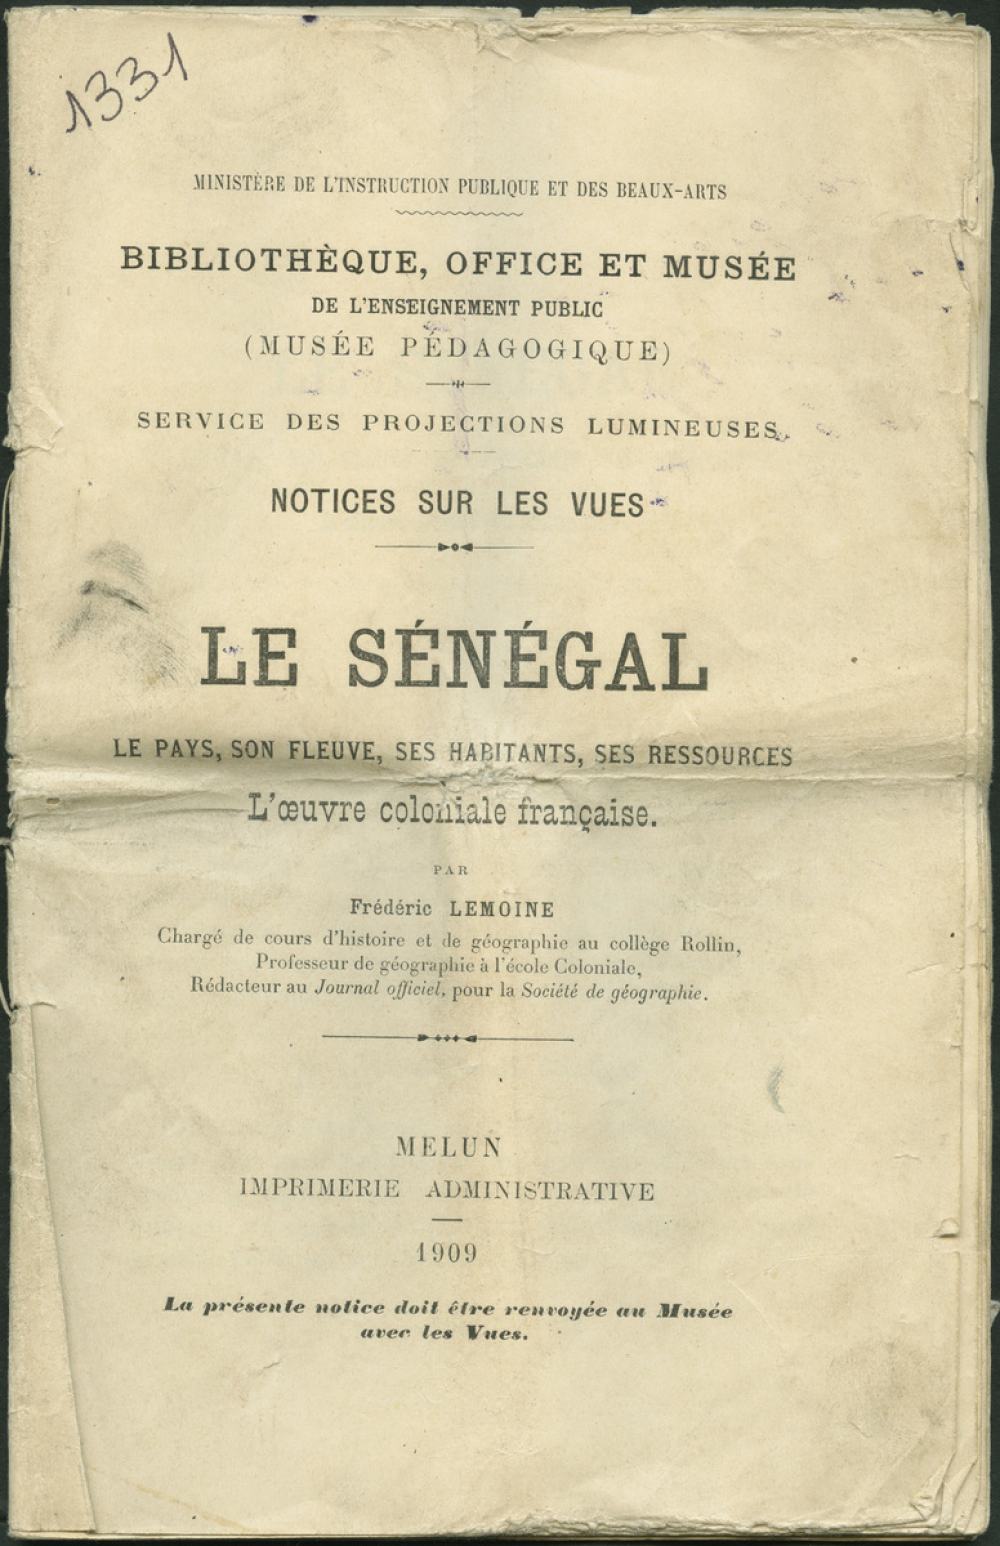 1331
MINISTÈRE DE L'INSTRUCTION PUBLIQUE ET DES BEAUX-ARTS
BIBLIOTHÈQUE, OFFICE ET MUSÉE
DE L'ENSEIGNEMENT PUBLIC
(MUSÉE PÉDAGOGIQUE)
SERVICE DES PROJECTIONS LUMINEUSES.
NOTICES SUR LES VUES
LE SÉNÉGAL
LE PAYS, SON FLEUVE, SES HABITANTS, SES RESSOURCES
L'œuvre coloniale française.
PAR
Frédéric LEMOINE
Chargé de cours d'histoire et de géographie au collège Rollin,
Professeur de géographie à l'école Coloniale,
Rédacteur au Journal officiel, pour la Société de géographie.
MELUN
IMPRIMERIE ADMINISTRATIVE
1909
La présente notice doit être renvoyée au Musée
avec les Vues.